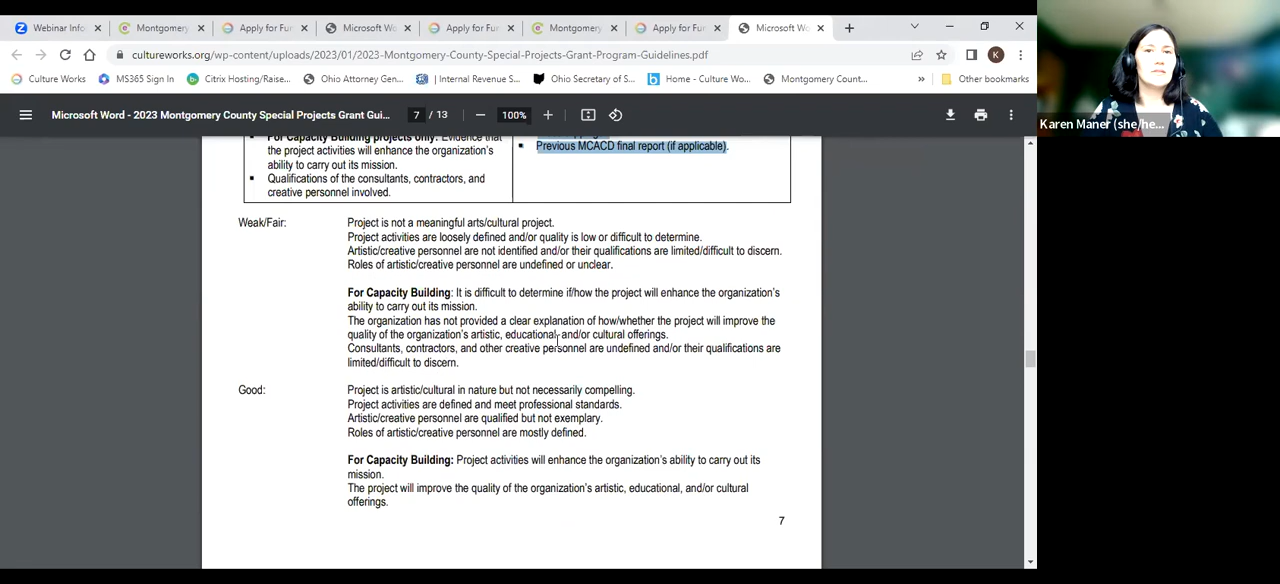 Webinar Info
Montgomery
Apply for Fun
Microsoft Wo
Apply for Fun
Montgomery
Apply for Fun
Microsoft Wo
cultureworks.org/wp-content/uploads/2023/01/2023-Montgomery-County-Special-Projects-Grant-Program-Guidelines.pdf
K
Culture Works
MS365 Sign In
Citrix Hosting/Raise...
Ohio Attorney Gen...
| Internal Revenue S...
Ohio Secretary of S...
Home - Culture Wo...
Montgomery Count...
»
Other bookmarks
Microsoft Word - 2023 Montgomery County Special Projects Grant Gui...
7 / 13
100%
Karen Maner (she/he...
▪ For Capacity Building projects only: Evidence that
the project activities will enhance the organization's
ability to carry out its mission.
▪ Qualifications of the consultants, contractors, and
creative personnel involved.
▪ Previous MCACD final report (if applicable).
Weak/Fair:
Project is not a meaningful arts/cultural project.
Project activities are loosely defined and/or quality is low or difficult to determine.
Artistic/creative personnel are not identified and/or their qualifications are limited/difficult to discern.
Roles of artistic/creative personnel are undefined or unclear.
For Capacity Building: It is difficult to determine if/how the project will enhance the organization's
ability to carry out its mission.
The organization has not provided a clear explanation of how/whether the project will improve the
quality of the organization's artistic, educational, and/or cultural offerings.
Consultants, contractors, and other creative personnel are undefined and/or their qualifications are
limited/difficult to discern.
Good:
Project is artistic/cultural in nature but not necessarily compelling.
Project activities are defined and meet professional standards.
Artistic/creative personnel are qualified but not exemplary.
Roles of artistic/creative personnel are mostly defined.
For Capacity Building: Project activities will enhance the organization's ability to carry out its
mission.
The project will improve the quality of the organization's artistic, educational, and/or cultural
offerings.
7